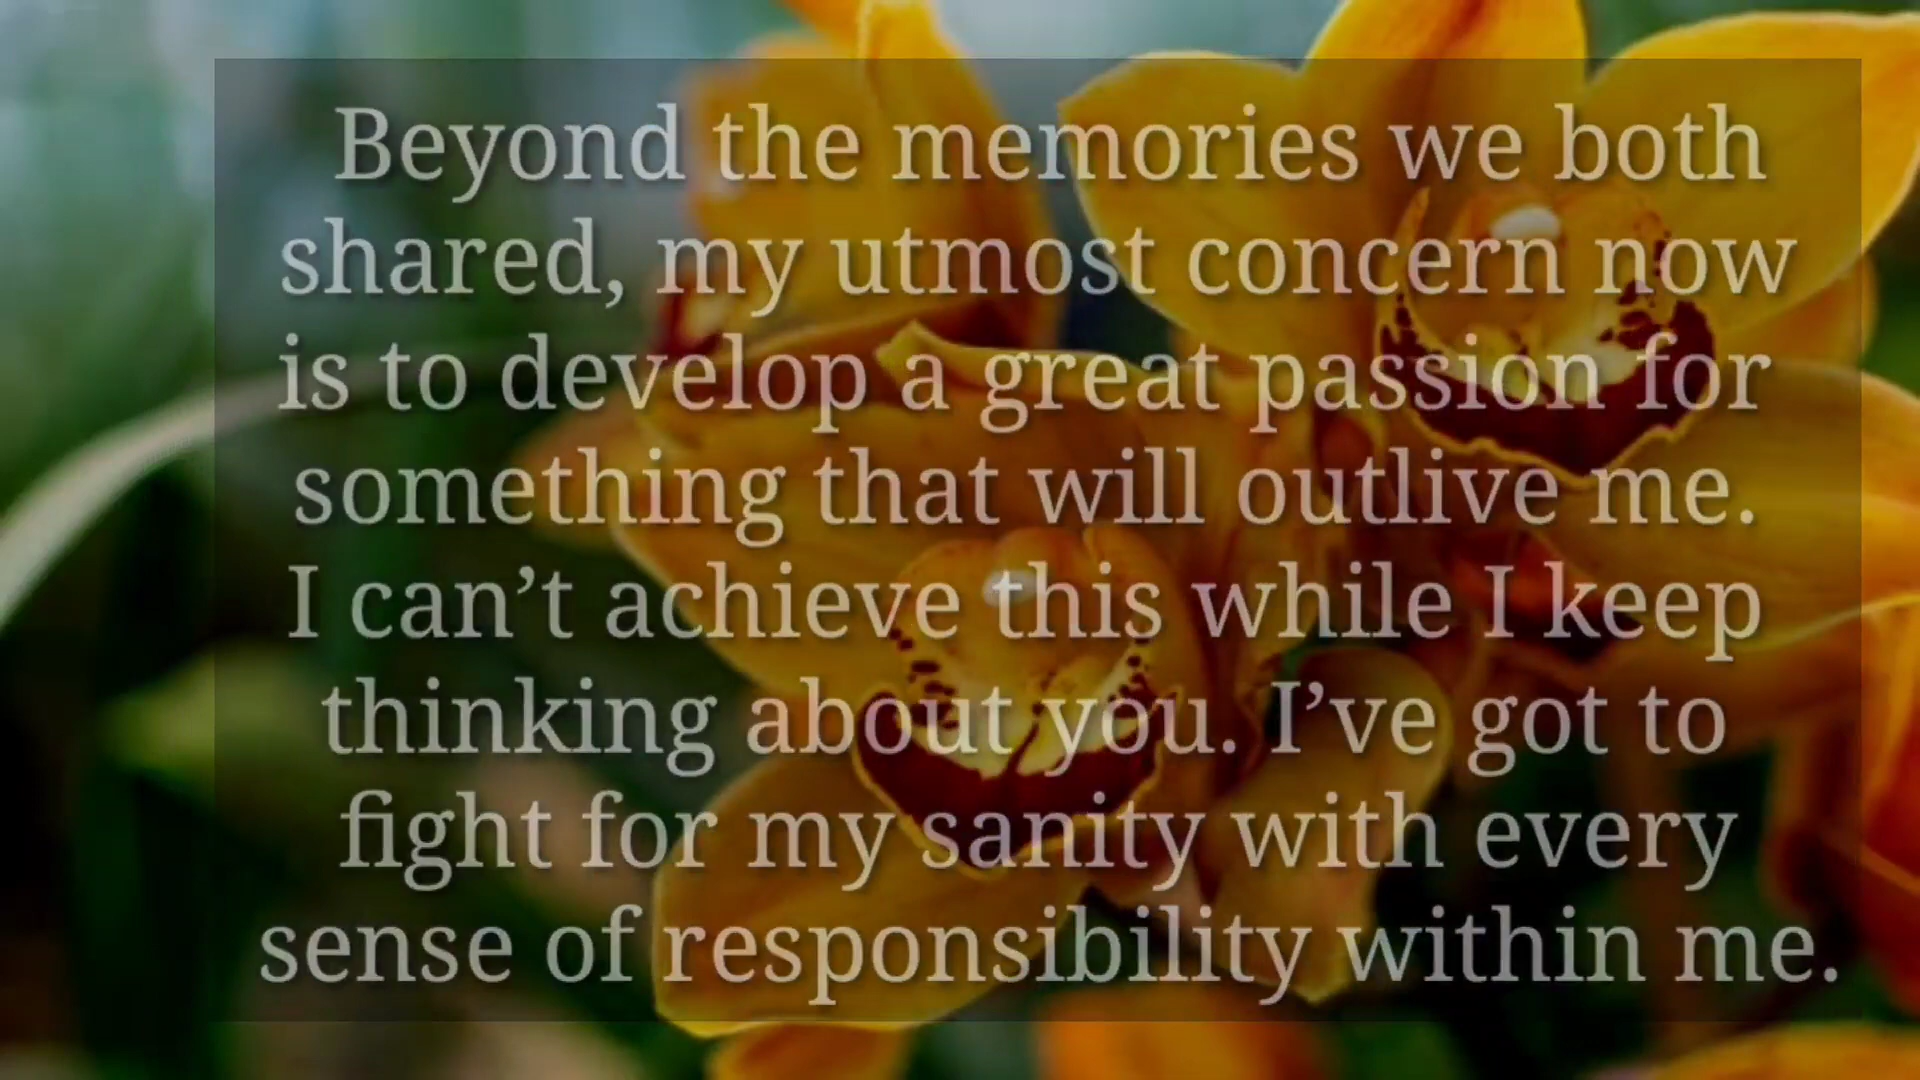 Beyond the memories we both
shared, my utmost concern now
is to develop a great passion for
something that will outlive me.
I can’t achieve this while I keep
thinking about you. I’ve got to
fight for my sanity with every
sense of responsibility within me.